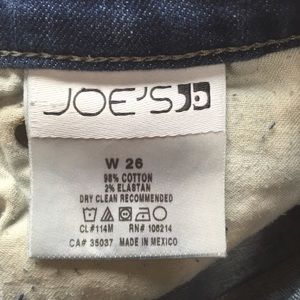 JOE'S
W 26
98% COTTON
2% ELASTAN
DRY CLEAN RECOMMENDED
CL#114M RN# 106214
CA# 35037 MADE IN MEXICO